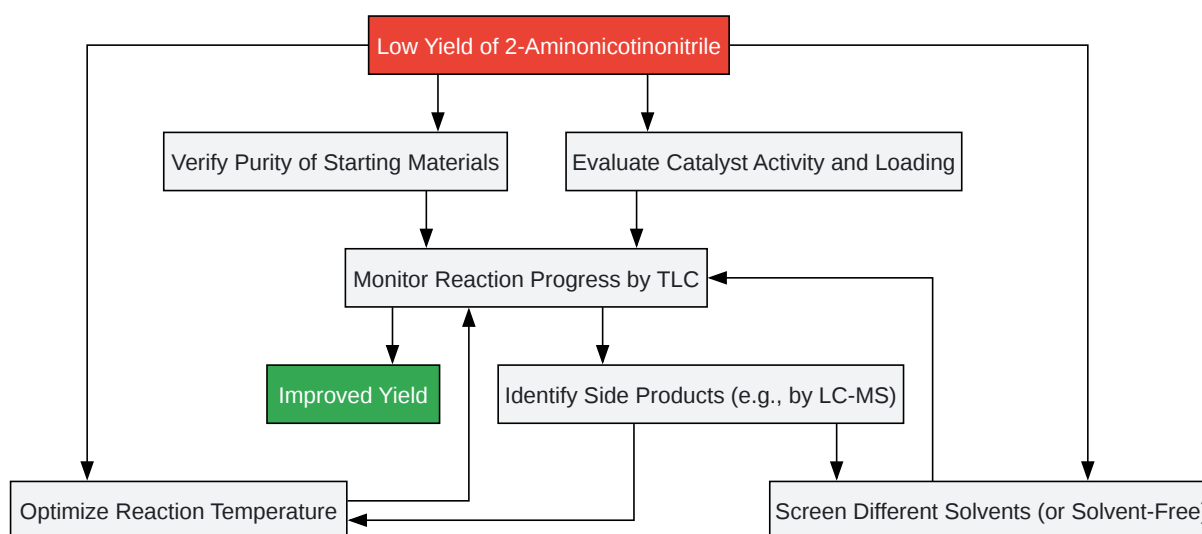 Low Yield of 2-Aminonicotinonitrile
Verify Purity of Starting Materials
Evaluate Catalyst Activity and Loading
Monitor Reaction Progress by TLC
Improved Yield
Identify Side Products (e.g., by LC-MS)
Optimize Reaction Temperature
Screen Different Solvents (or Solvent-Free)